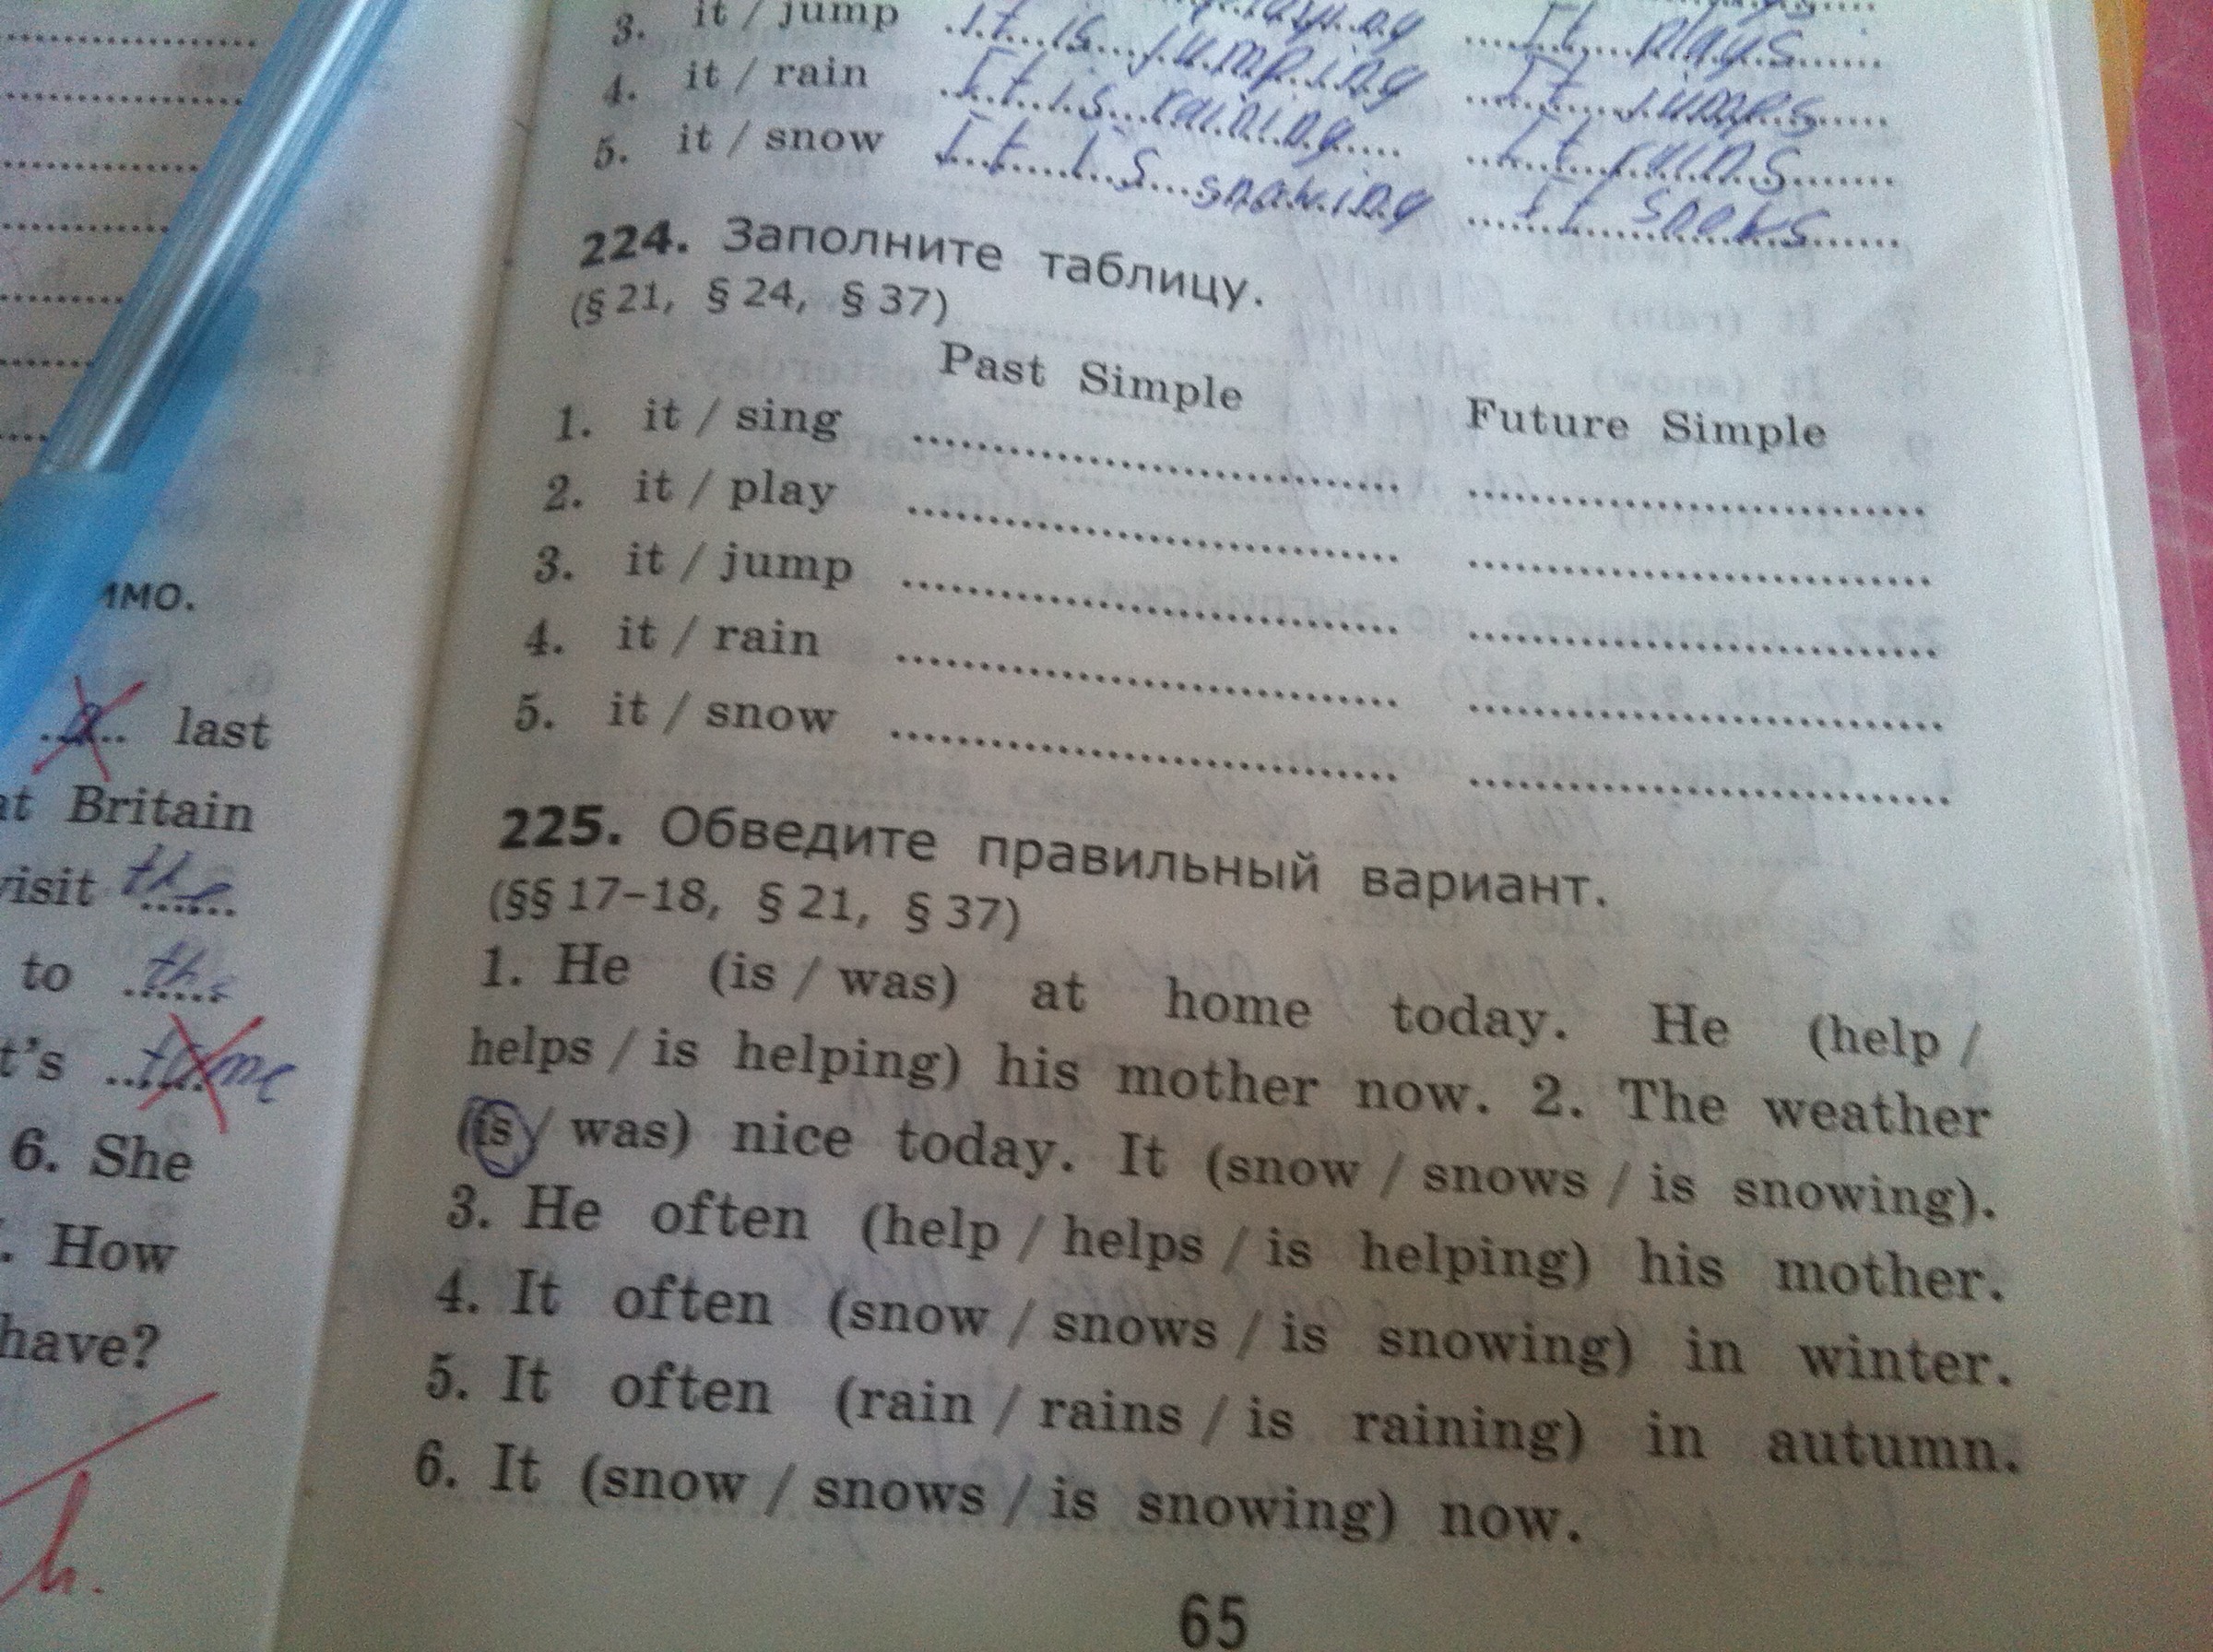 3. it / jump It is jumping It plays
4. it / rain It is raining It jumps
5. it / snow It is snowing It rains
It snows
224. Заполните таблицу.
(§ 21, § 24, § 37)
Past Simple Future Simple
1. it / sing
2. it / play
3. it / jump
4. it / rain
5. it / snow
225. Обведите правильный вариант.
(§§ 17–18, § 21, § 37)
1. He (is / was) at home today. He (help /
helps / is helping) his mother now. 2. The weather
(is / was) nice today. It (snow / snows / is snowing).
3. He often (help / helps / is helping) his mother.
4. It often (snow / snows / is snowing) in winter.
5. It often (rain / rains / is raining) in autumn.
6. It (snow / snows / is snowing) now.
65
last
Britain
visit the
to the
t's
6. She
. How
have?